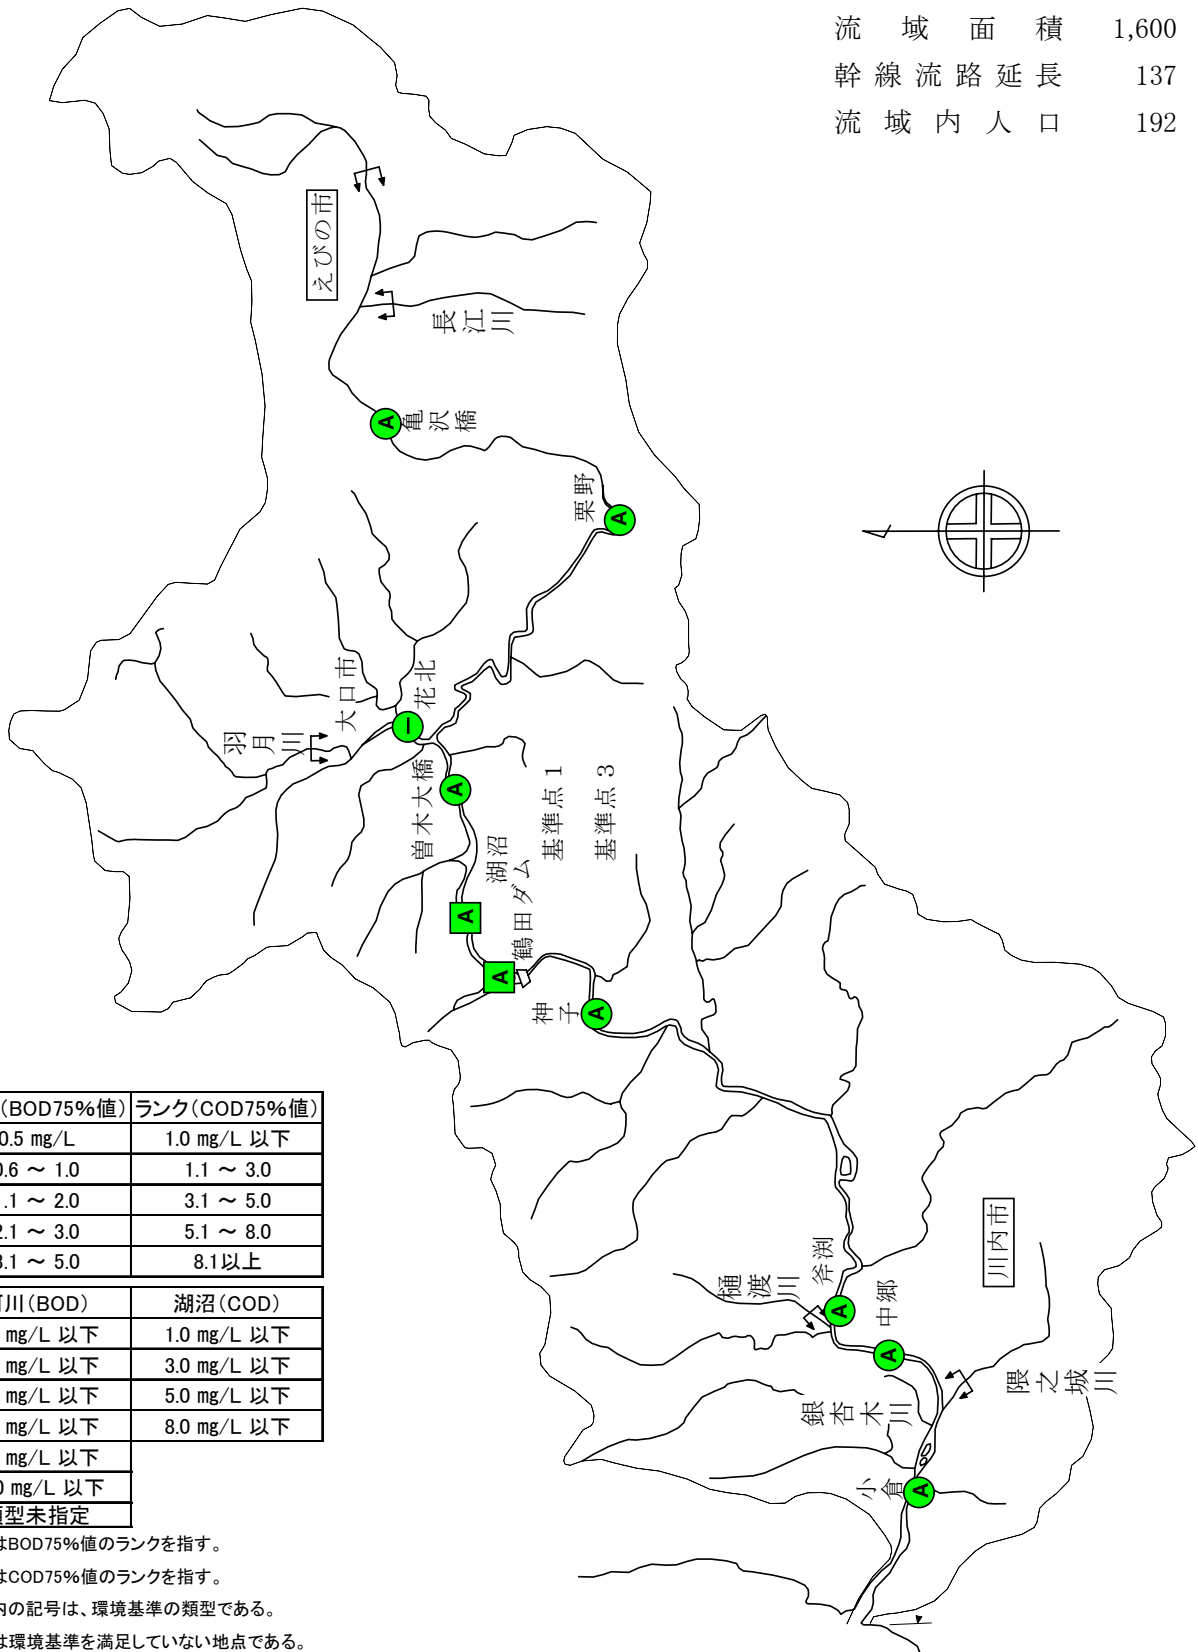 流域面積 1,600
幹線流路延長 137
流域内人口 192
えびの市
長江川
A
亀沢橋
栗野
A
大口市
羽月川
花北
ー
曽木大橋
A
湖沼
鶴田ダム
基準点1
基準点3
A
A
神子
A
樋渡川
斧渕
A
中郷
A
川内市
隈之城川
銀杏木川
小倉
A
(BOD75%値) ランク(COD75%値)
0.5 mg/L 1.0 mg/L 以下
0.6 ～ 1.0 1.1 ～ 3.0
.1 ～ 2.0 3.1 ～ 5.0
2.1 ～ 3.0 5.1 ～ 8.0
3.1 ～ 5.0 8.1以上
川(BOD) 湖沼(COD)
mg/L 以下 1.0 mg/L 以下
mg/L 以下 3.0 mg/L 以下
mg/L 以下 5.0 mg/L 以下
mg/L 以下 8.0 mg/L 以下
mg/L 以下
0 mg/L 以下
型未指定
はBOD75%値のランクを指す。
はCOD75%値のランクを指す。
内の記号は、環境基準の類型である。
は環境基準を満足していない地点である。